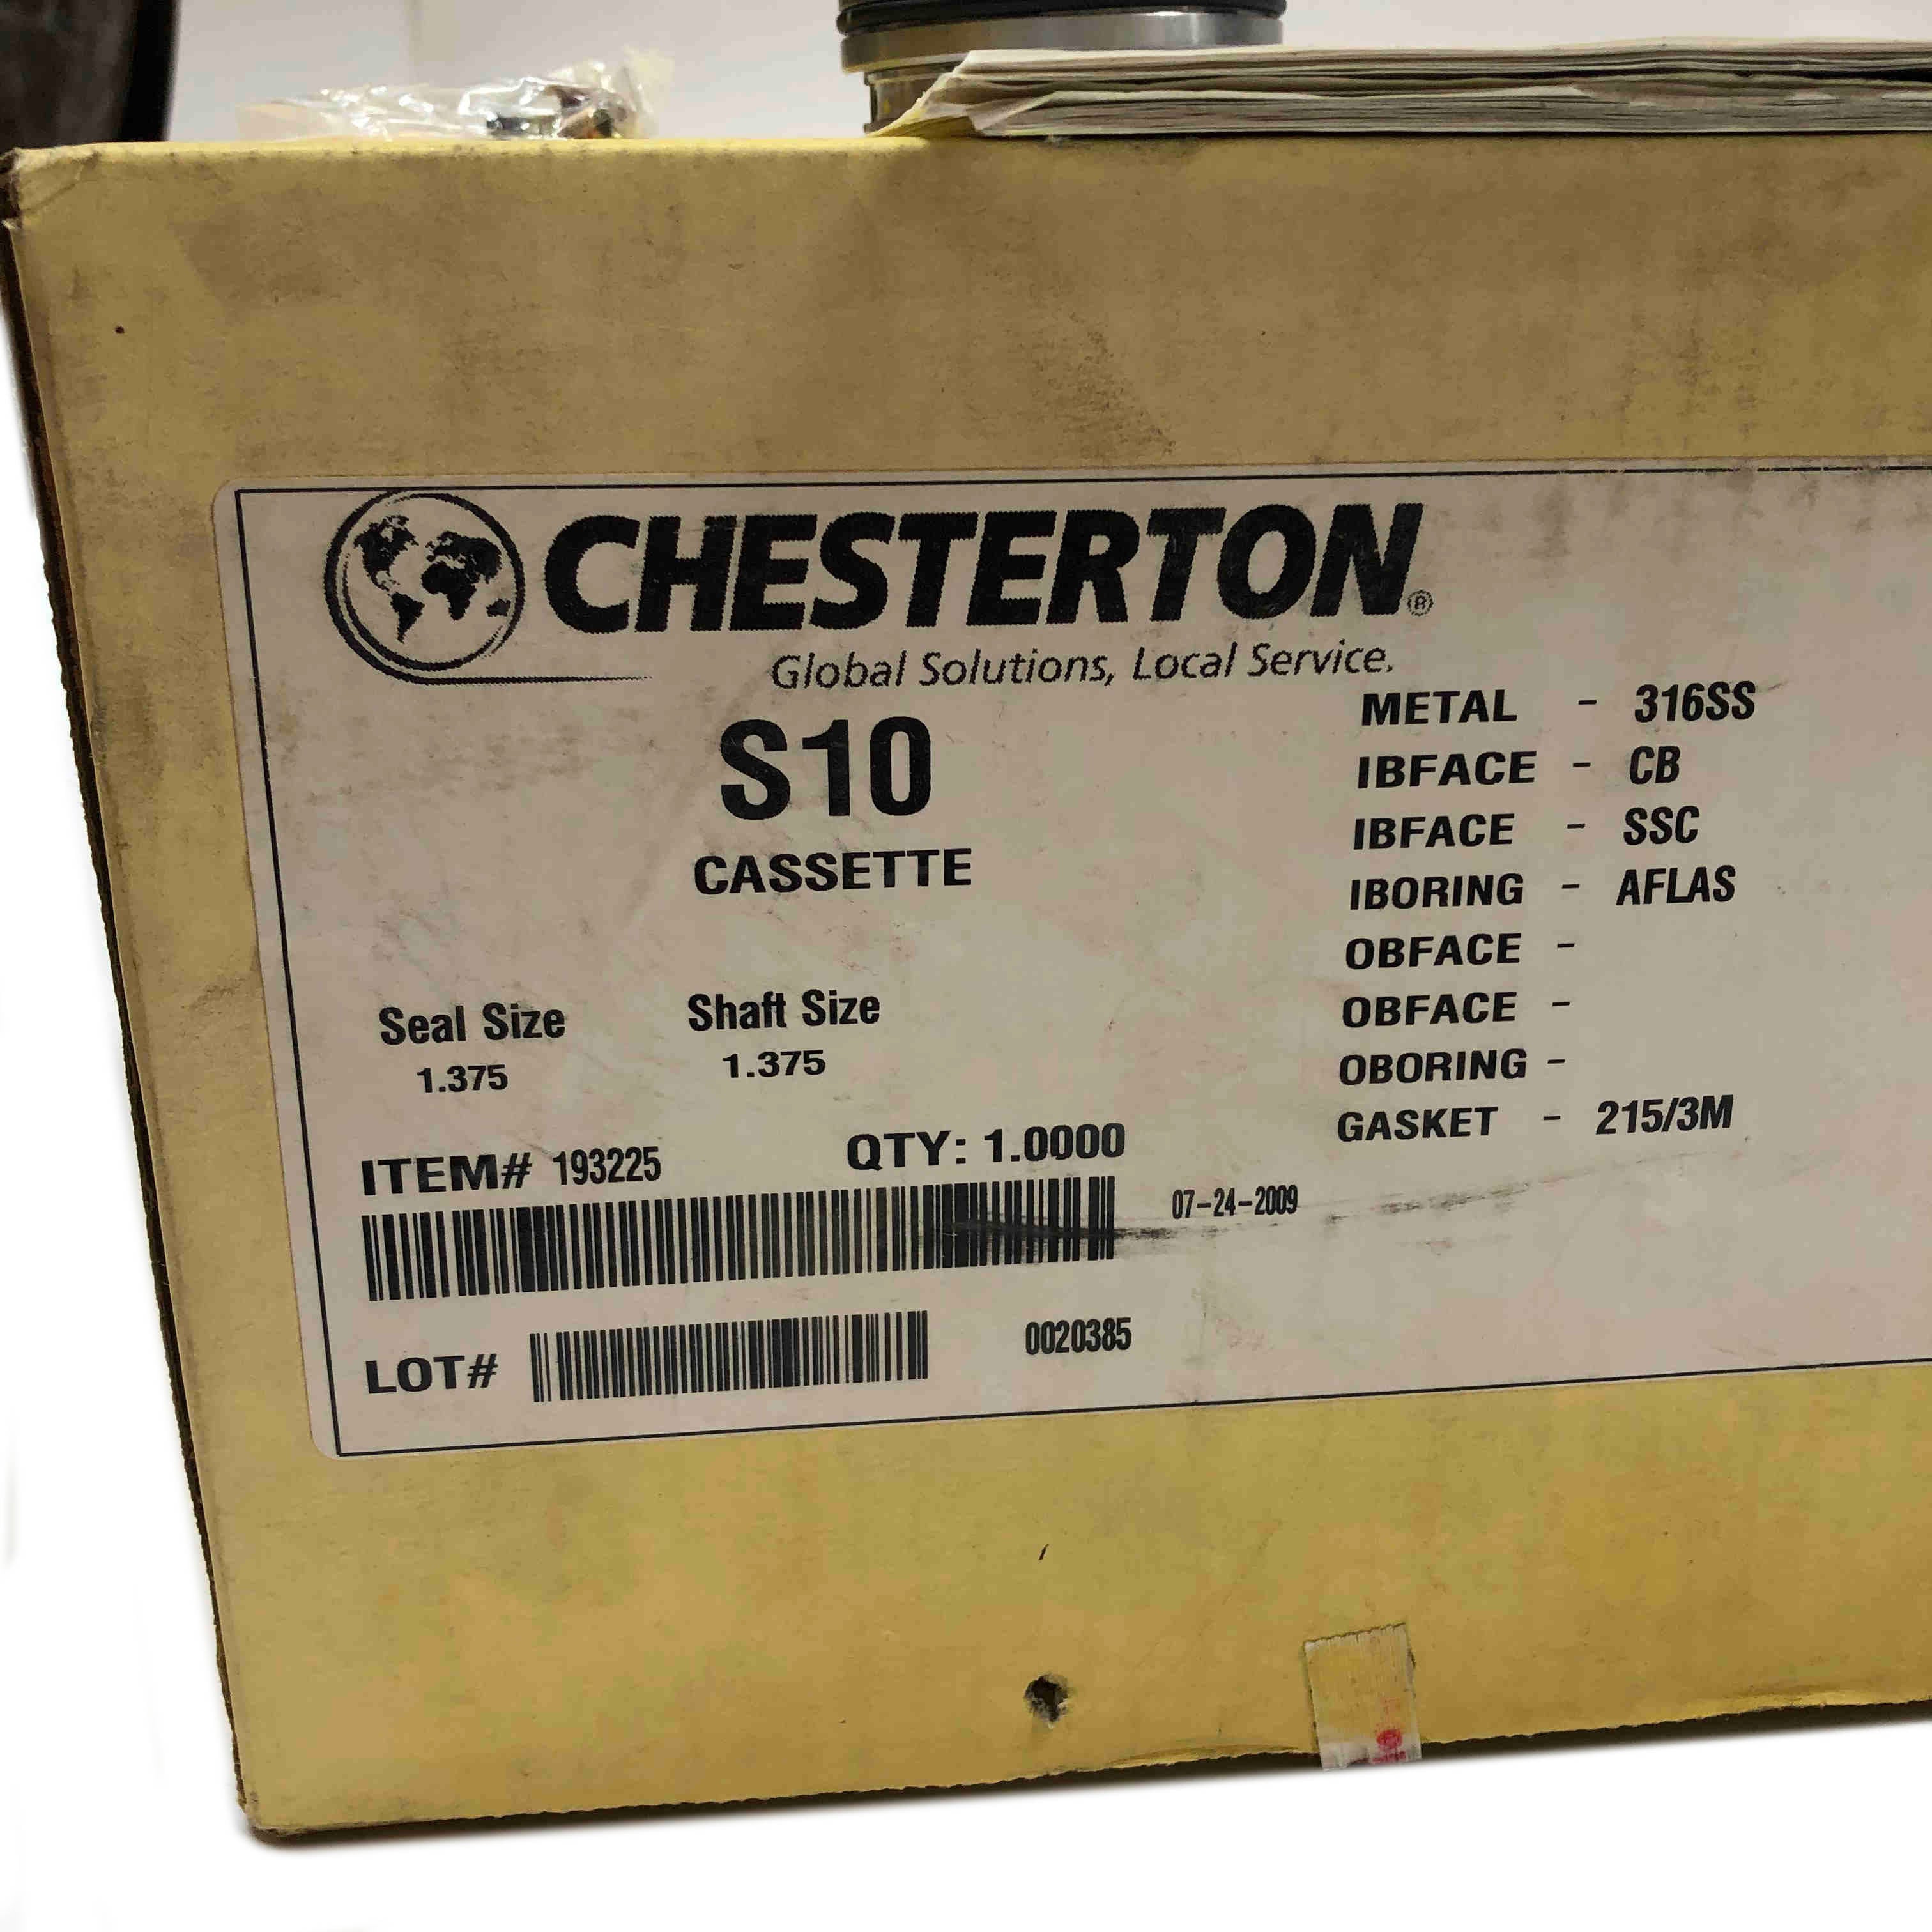 CHESTERTON®
Global Solutions, Local Service.
S10
CASSETTE
Seal Size Shaft Size
1.375 1.375
ITEM# 193225 QTY: 1.0000
07-24-2009
LOT# 0020385
METAL - 316SS
IBFACE - CB
IBFACE - SSC
IBORING - AFLAS
OBFACE -
OBFACE -
OBORING -
GASKET - 215/3M